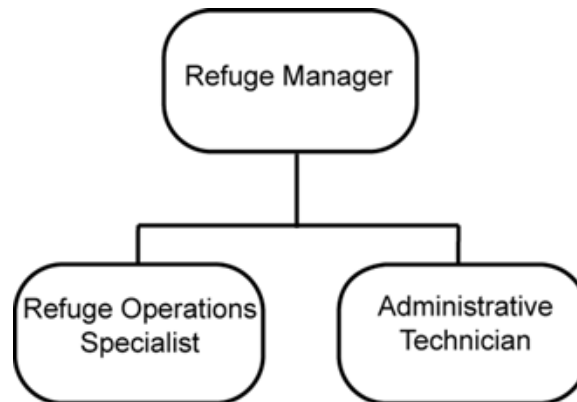 Refuge Manager
Refuge Operations
Specialist
Administrative
Technician